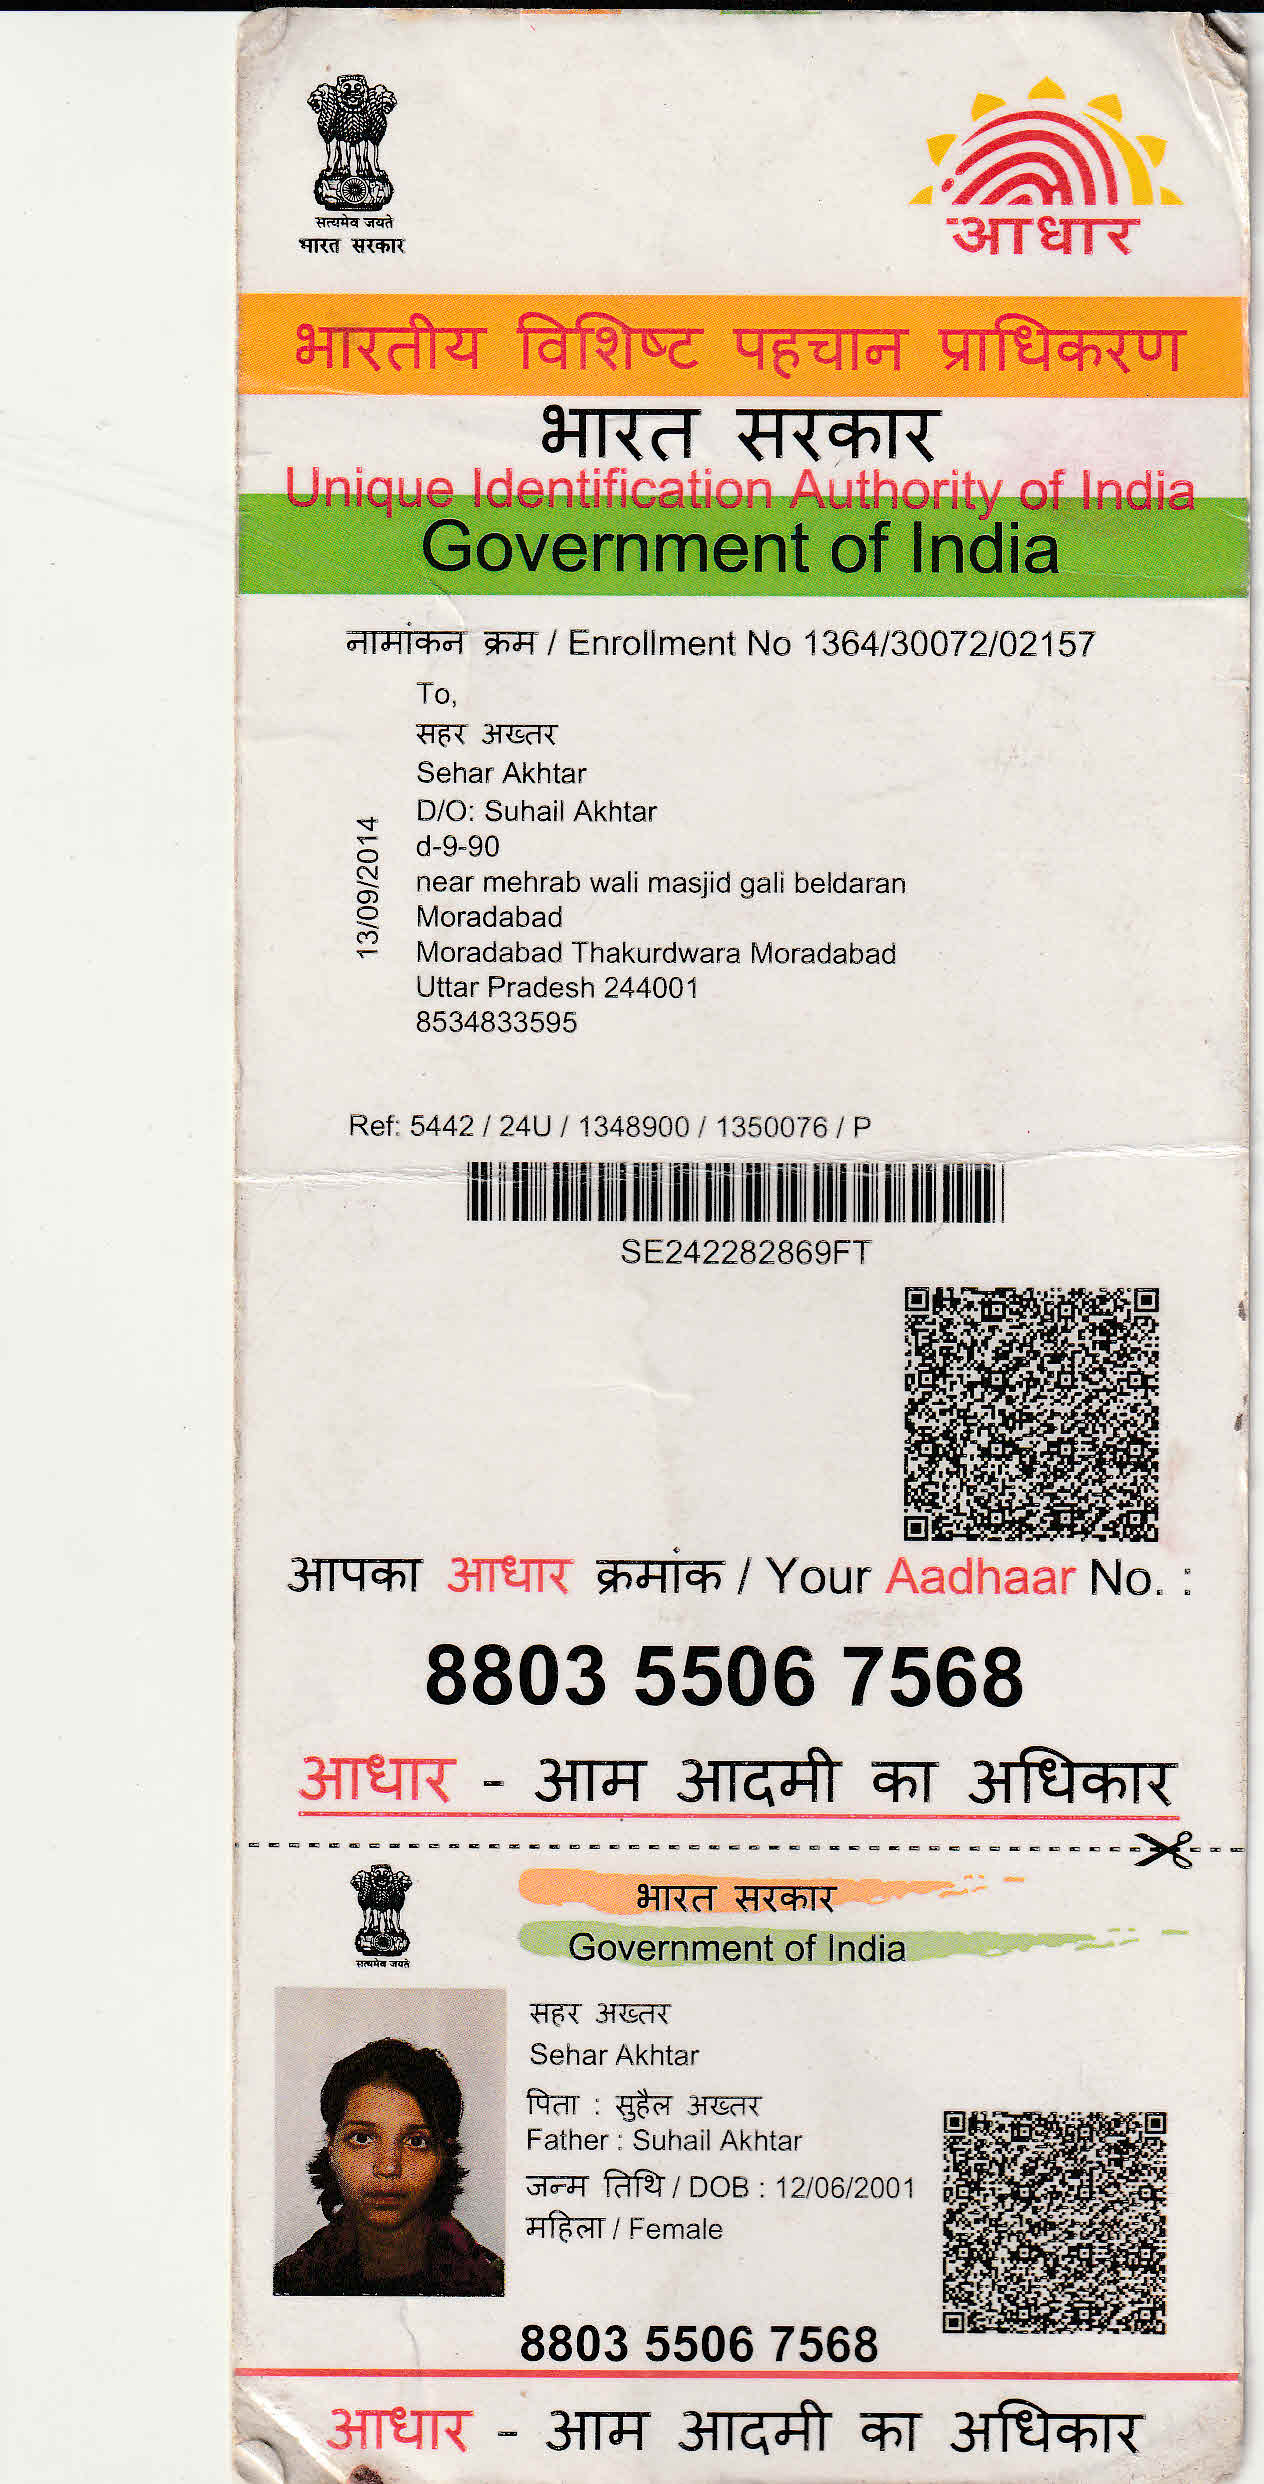 सत्यमेव जयते
भारत सरकार
आधार
भारतीय विशिष्ट पहचान प्राधिकरण
भारत सरकार
Unique Identification Authority of India
Government of India
नामांकन क्रम / Enrollment No 1364/30072/02157
To,
सहर अख्तर
Sehar Akhtar
D/O: Suhail Akhtar
d-9-90
near mehrab wali masjid gali beldaran
Moradabad
Moradabad Thakurdwara Moradabad
Uttar Pradesh 244001
8534833595
13/09/2014
Ref: 5442 / 24U / 1348900 / 1350076 / P
SE242282869FT
आपका आधार क्रमांक / Your Aadhaar No. :
8803 5506 7568
आधार - आम आदमी का अधिकार
सत्यमेव जयते
भारत सरकार
Government of India
सहर अख्तर
Sehar Akhtar
पिता : सुहैल अख्तर
Father : Suhail Akhtar
जन्म तिथि / DOB : 12/06/2001
महिला / Female
8803 5506 7568
आधार - आम आदमी का अधिकार